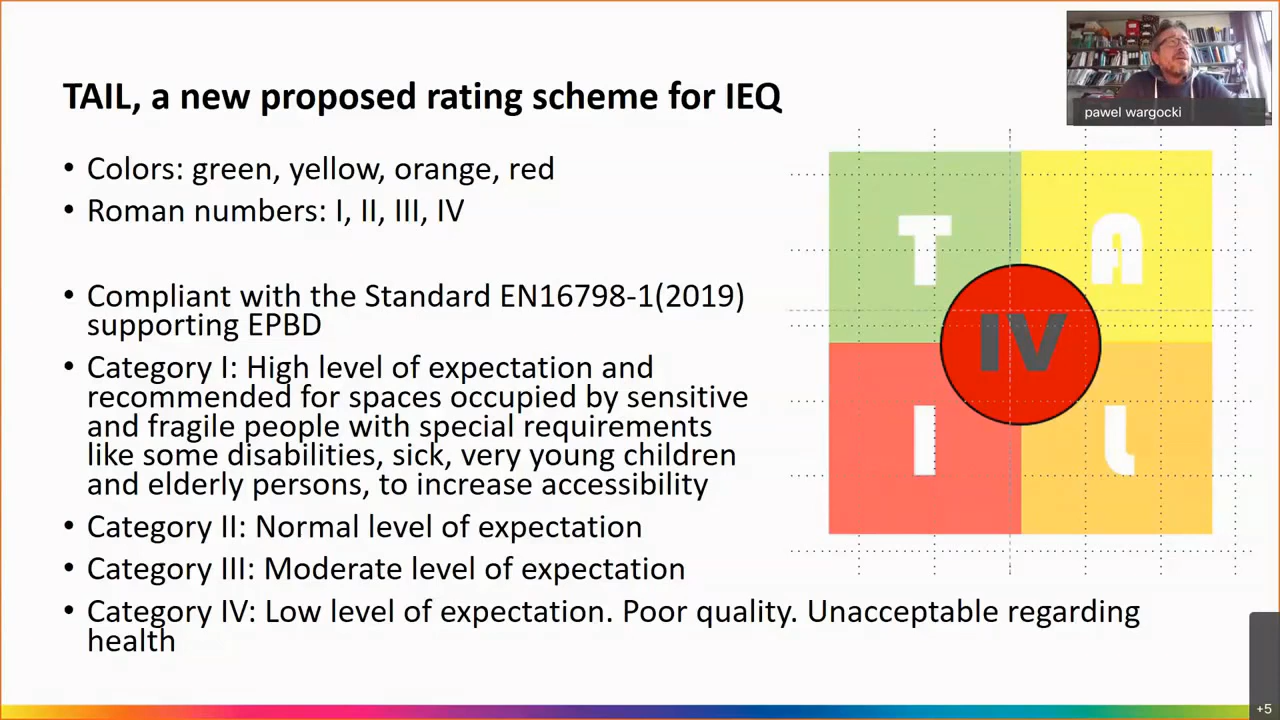 pawel wargocki
TAIL, a new proposed rating scheme for IEQ
• Colors: green, yellow, orange, red
• Roman numbers: I, II, III, IV
• Compliant with the Standard EN16798-1(2019)
supporting EPBD
• Category I: High level of expectation and
recommended for spaces occupied by sensitive
and fragile people with special requirements
like some disabilities, sick, very young children
and elderly persons, to increase accessibility
• Category II: Normal level of expectation
• Category III: Moderate level of expectation
• Category IV: Low level of expectation. Poor quality. Unacceptable regarding
health
T A
IV
I L
+5